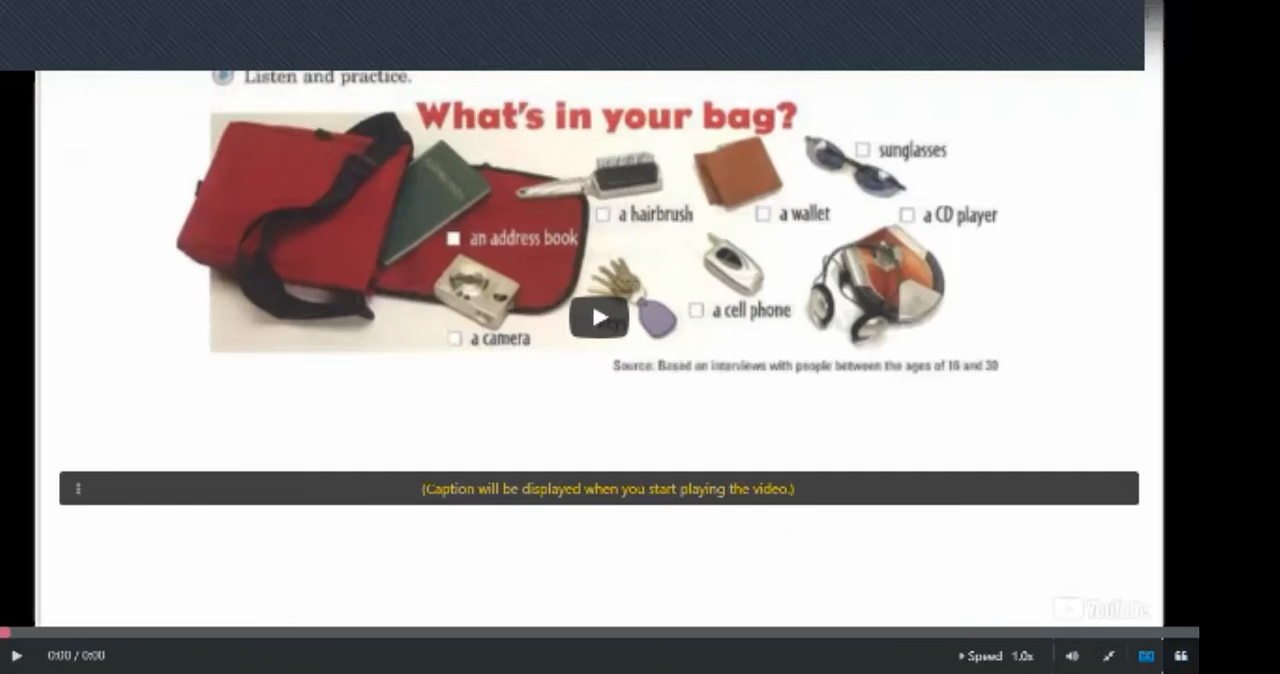 Listen and practice.
What's in your bag?
sunglasses
a hairbrush
a wallet
a CD player
an address book
a cell phone
a camera
Source: Based on interviews with people between the ages of 16 and 30
(Caption will be displayed when you start playing the video.)
YouTube
0:00 / 0:00
Speed 1.0x